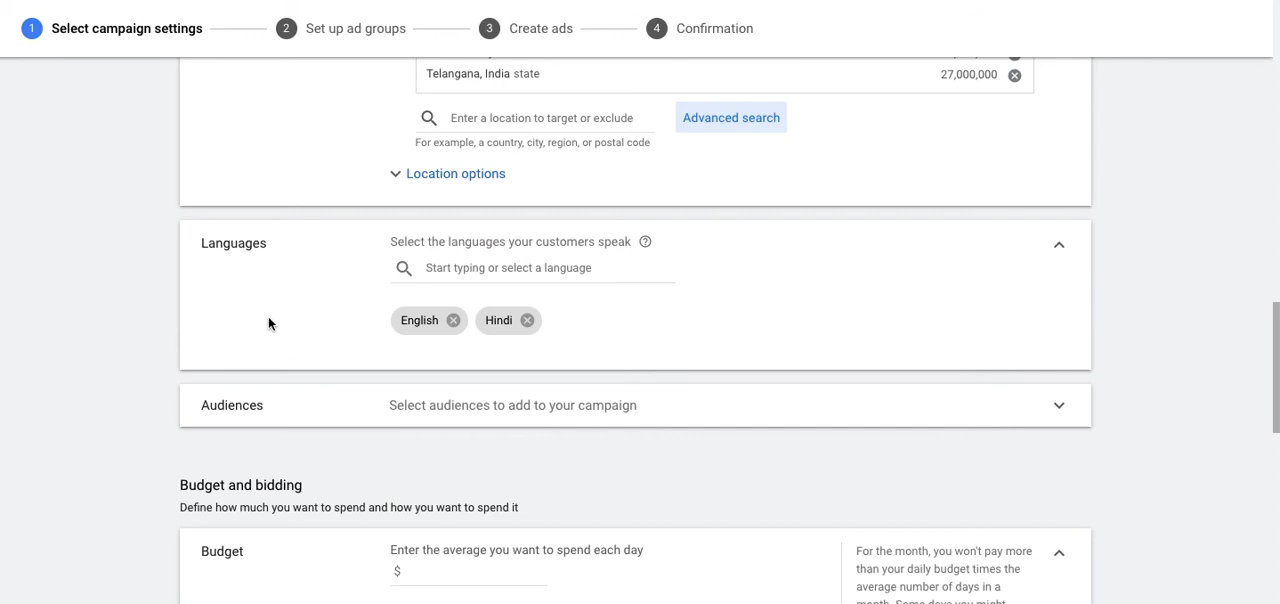 1 Select campaign settings 2 Set up ad groups 3 Create ads 4 Confirmation
Telangana, India state 27,000,000
Enter a location to target or exclude Advanced search
For example, a country, city, region, or postal code
Location options
Languages Select the languages your customers speak
Start typing or select a language
English Hindi
Audiences Select audiences to add to your campaign
Budget and bidding
Define how much you want to spend and how you want to spend it
Budget Enter the average you want to spend each day
$
For the month, you won't pay more
than your daily budget times the
average number of days in a
month. Some days you might